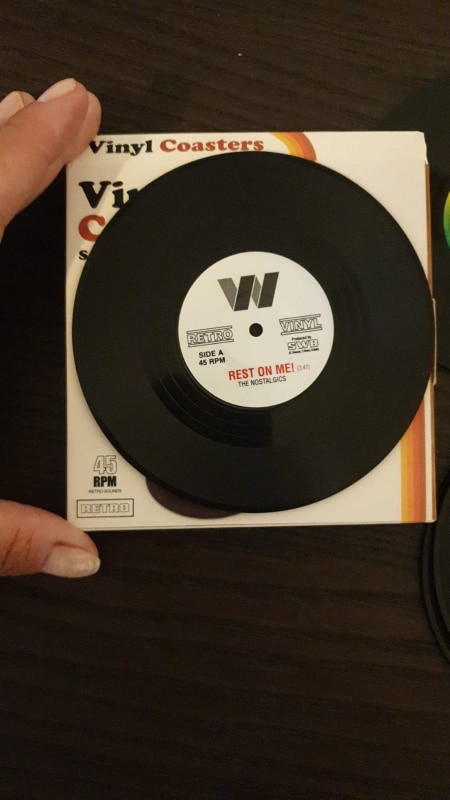 Vinyl Coasters
Vin
C
s
W
RETRO
VINYL
SIDE A
45 RPM
Produced by
SWB
REST ON ME! (3.47)
THE NOSTALGICS
45
RPM
RETRO SOUNDS
RETRO